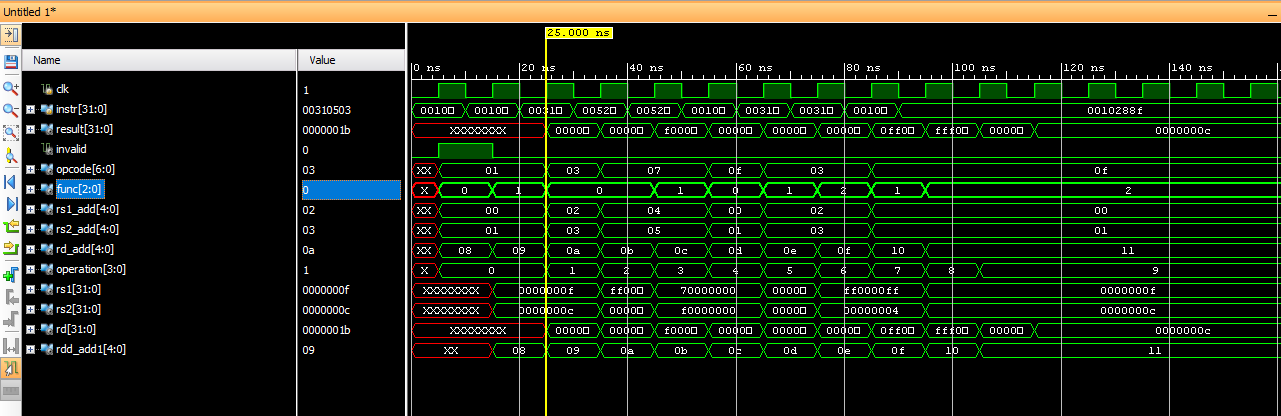 Untitled 1*
25.000 ns
Name Value
0 ns 20 ns 40 ns 60 ns 80 ns 100 ns 120 ns 140 ns
clk 1
instr[31:0] 00310503 0010 0010 0031 0052 0052 0010 0031 0031 0010 0010288f
result[31:0] 0000001b XXXXXXXX 0000 0000 f000 0000 0000 0000 0ff0 fff0 0000 0000000c
invalid 0
opcode[6:0] 03 XX 01 03 07 0f 03 0f
func[2:0] 0 X 0 1 0 1 0 1 2 1 2
rs1_add[4:0] 02 XX 00 02 04 00 02 00
rs2_add[4:0] 03 XX 01 03 05 01 03 01
rd_add[4:0] 0a XX 08 09 0a 0b 0c 0d 0e 0f 10 11
operation[3:0] 1 X 0 1 2 3 4 5 6 7 8 9
rs1[31:0] 0000000f XXXXXXXX 0000000f ff00 70000000 0000 ff0000ff 0000000f
rs2[31:0] 0000000c XXXXXXXX 0000000c 0000 f0000000 0000 00000004 0000000c
rd[31:0] 0000001b XXXXXXXX 0000 0000 f000 0000 0000 0000 0ff0 fff0 0000 0000000c
rdd_add1[4:0] 09 XX 08 09 0a 0b 0c 0d 0e 0f 10 11